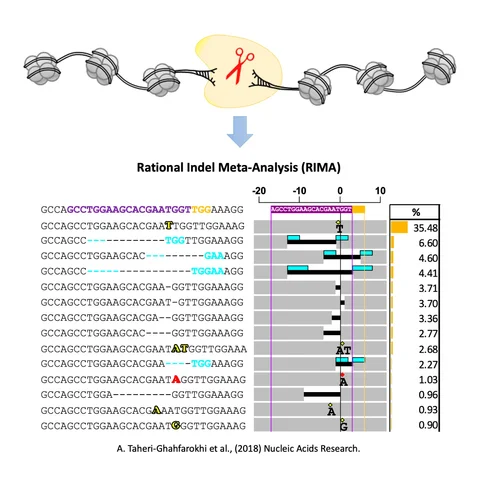 Rational Indel Meta-Analysis (RIMA)
-20 -10 0 10
%
GCCAGCCTGGAAGCACGAATGGTTGGAAAGG AGCCTGGAAGCACGAATGGT
GCCAGCCTGGAAGCACGAATTGGTTGGAAAG T 35.48
GCCAGCC------------TGGTTGGAAAGG 6.60
GCCAGCCTGGAAGCAC---------GAAAGG 4.60
GCCAGCC----------------TGGAAAGG 4.41
GCCAGCCTGGAAGCACGAA-GGTTGGAAAGG 3.71
GCCAGCCTGGAAGCACGAAT-GTTGGAAAGG 3.70
GCCAGCCTGGAAGCACGA--GGTTGGAAAGG 3.36
GCCAGCCTGGAAGCAC----GGTTGGAAAGG 2.77
GCCAGCCTGGAAGCACGAATATGGTTGGAAA AT 2.68
GCCAGCCTGGAAGCACGAA----TGGAAAGG 2.27
GCCAGCCTGGAAGCACGAATAGGTTGGAAAG A 1.03
GCCAGCCTGGA---------GGTTGGAAAGG 0.96
GCCAGCCTGGAAGCACGAAATGGTTGGAAAG A 0.93
GCCAGCCTGGAAGCACGAATGGGTTGGAAAG G 0.90
A. Taheri-Ghahfarokhi et al., (2018) Nucleic Acids Research.